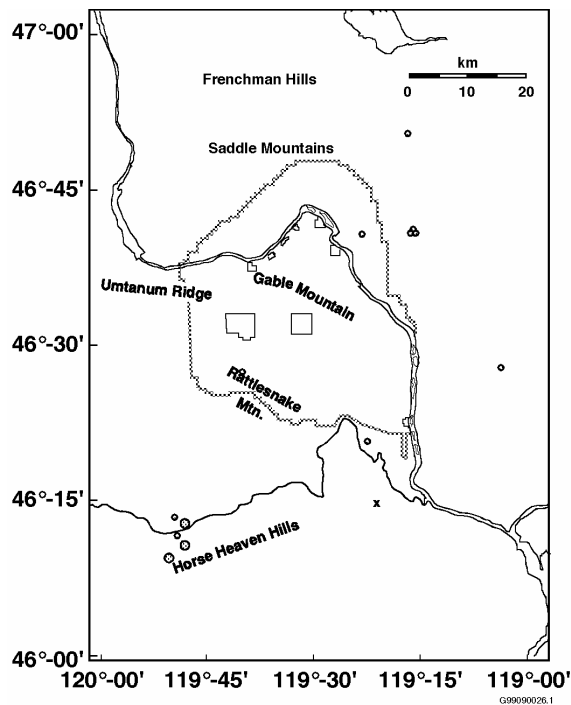 47°-00'
km
Frenchman Hills
0 10 20
Saddle Mountains
46°-45'
Umtanum Ridge
Gable Mountain
46°-30'
Rattlesnake
Mtn.
46°-15'
x
Horse Heaven Hills
46°-00'
120°-00' 119°-45' 119°-30' 119°-15' 119°-00'
G99090026.1